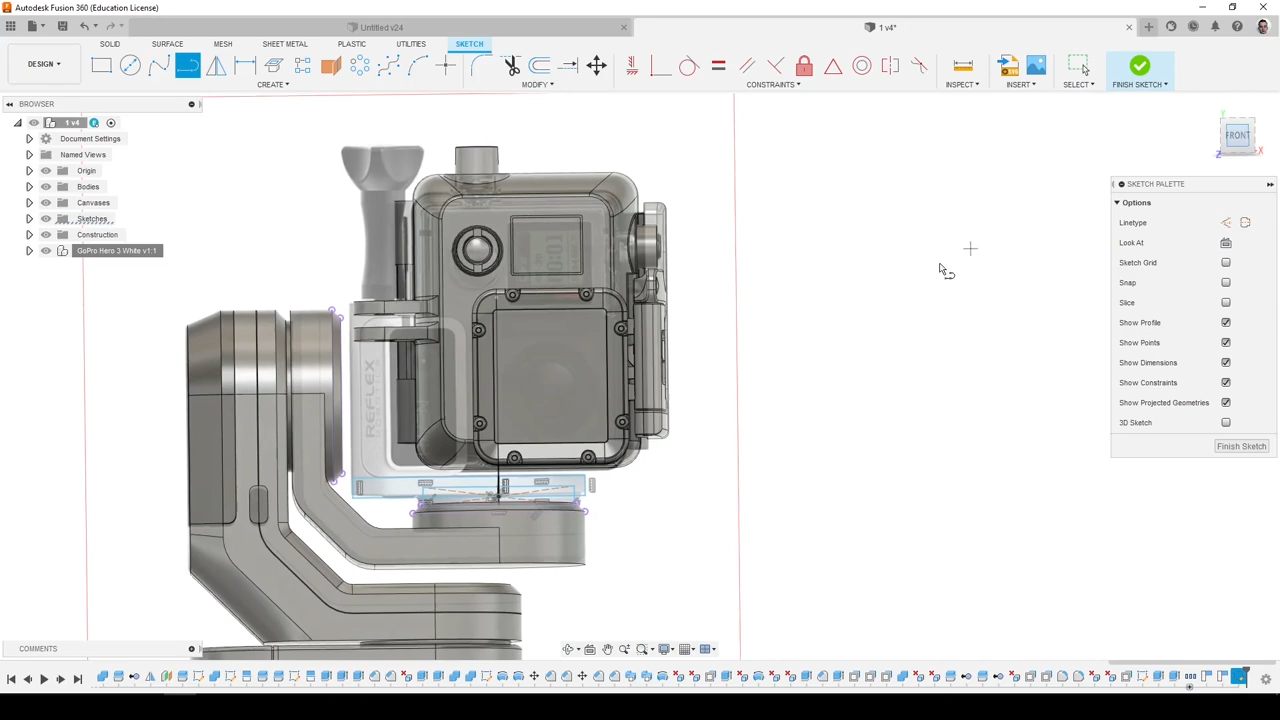 Autodesk Fusion 360 (Education License)
Untitled v24
1 v4*
DESIGN
SOLID
SURFACE
MESH
SHEET METAL
PLASTIC
UTILITIES
SKETCH
CREATE
MODIFY
CONSTRAINTS
INSPECT
INSERT
SELECT
FINISH SKETCH
BROWSER
1 v4
Document Settings
Named Views
Origin
Bodies
Canvases
Sketches
Construction
GoPro Hero 3 White v1:1
FRONT
Y
X
Z
SKETCH PALETTE
Options
Linetype
Look At
Sketch Grid
Snap
Slice
Show Profile
Show Points
Show Dimensions
Show Constraints
Show Projected Geometries
3D Sketch
Finish Sketch
REFLEX
COMMENTS